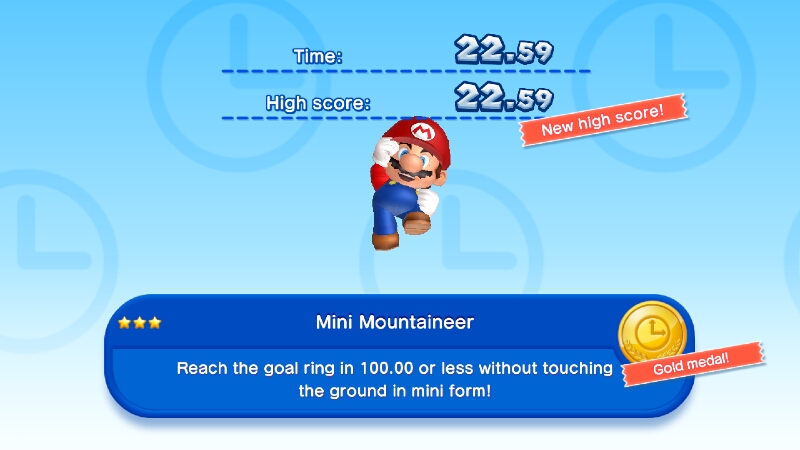 Time: 22.59
High score: 22.59
New high score!
M
Mini Mountaineer
Reach the goal ring in 100.00 or less without touching
the ground in mini form!
Gold medal!